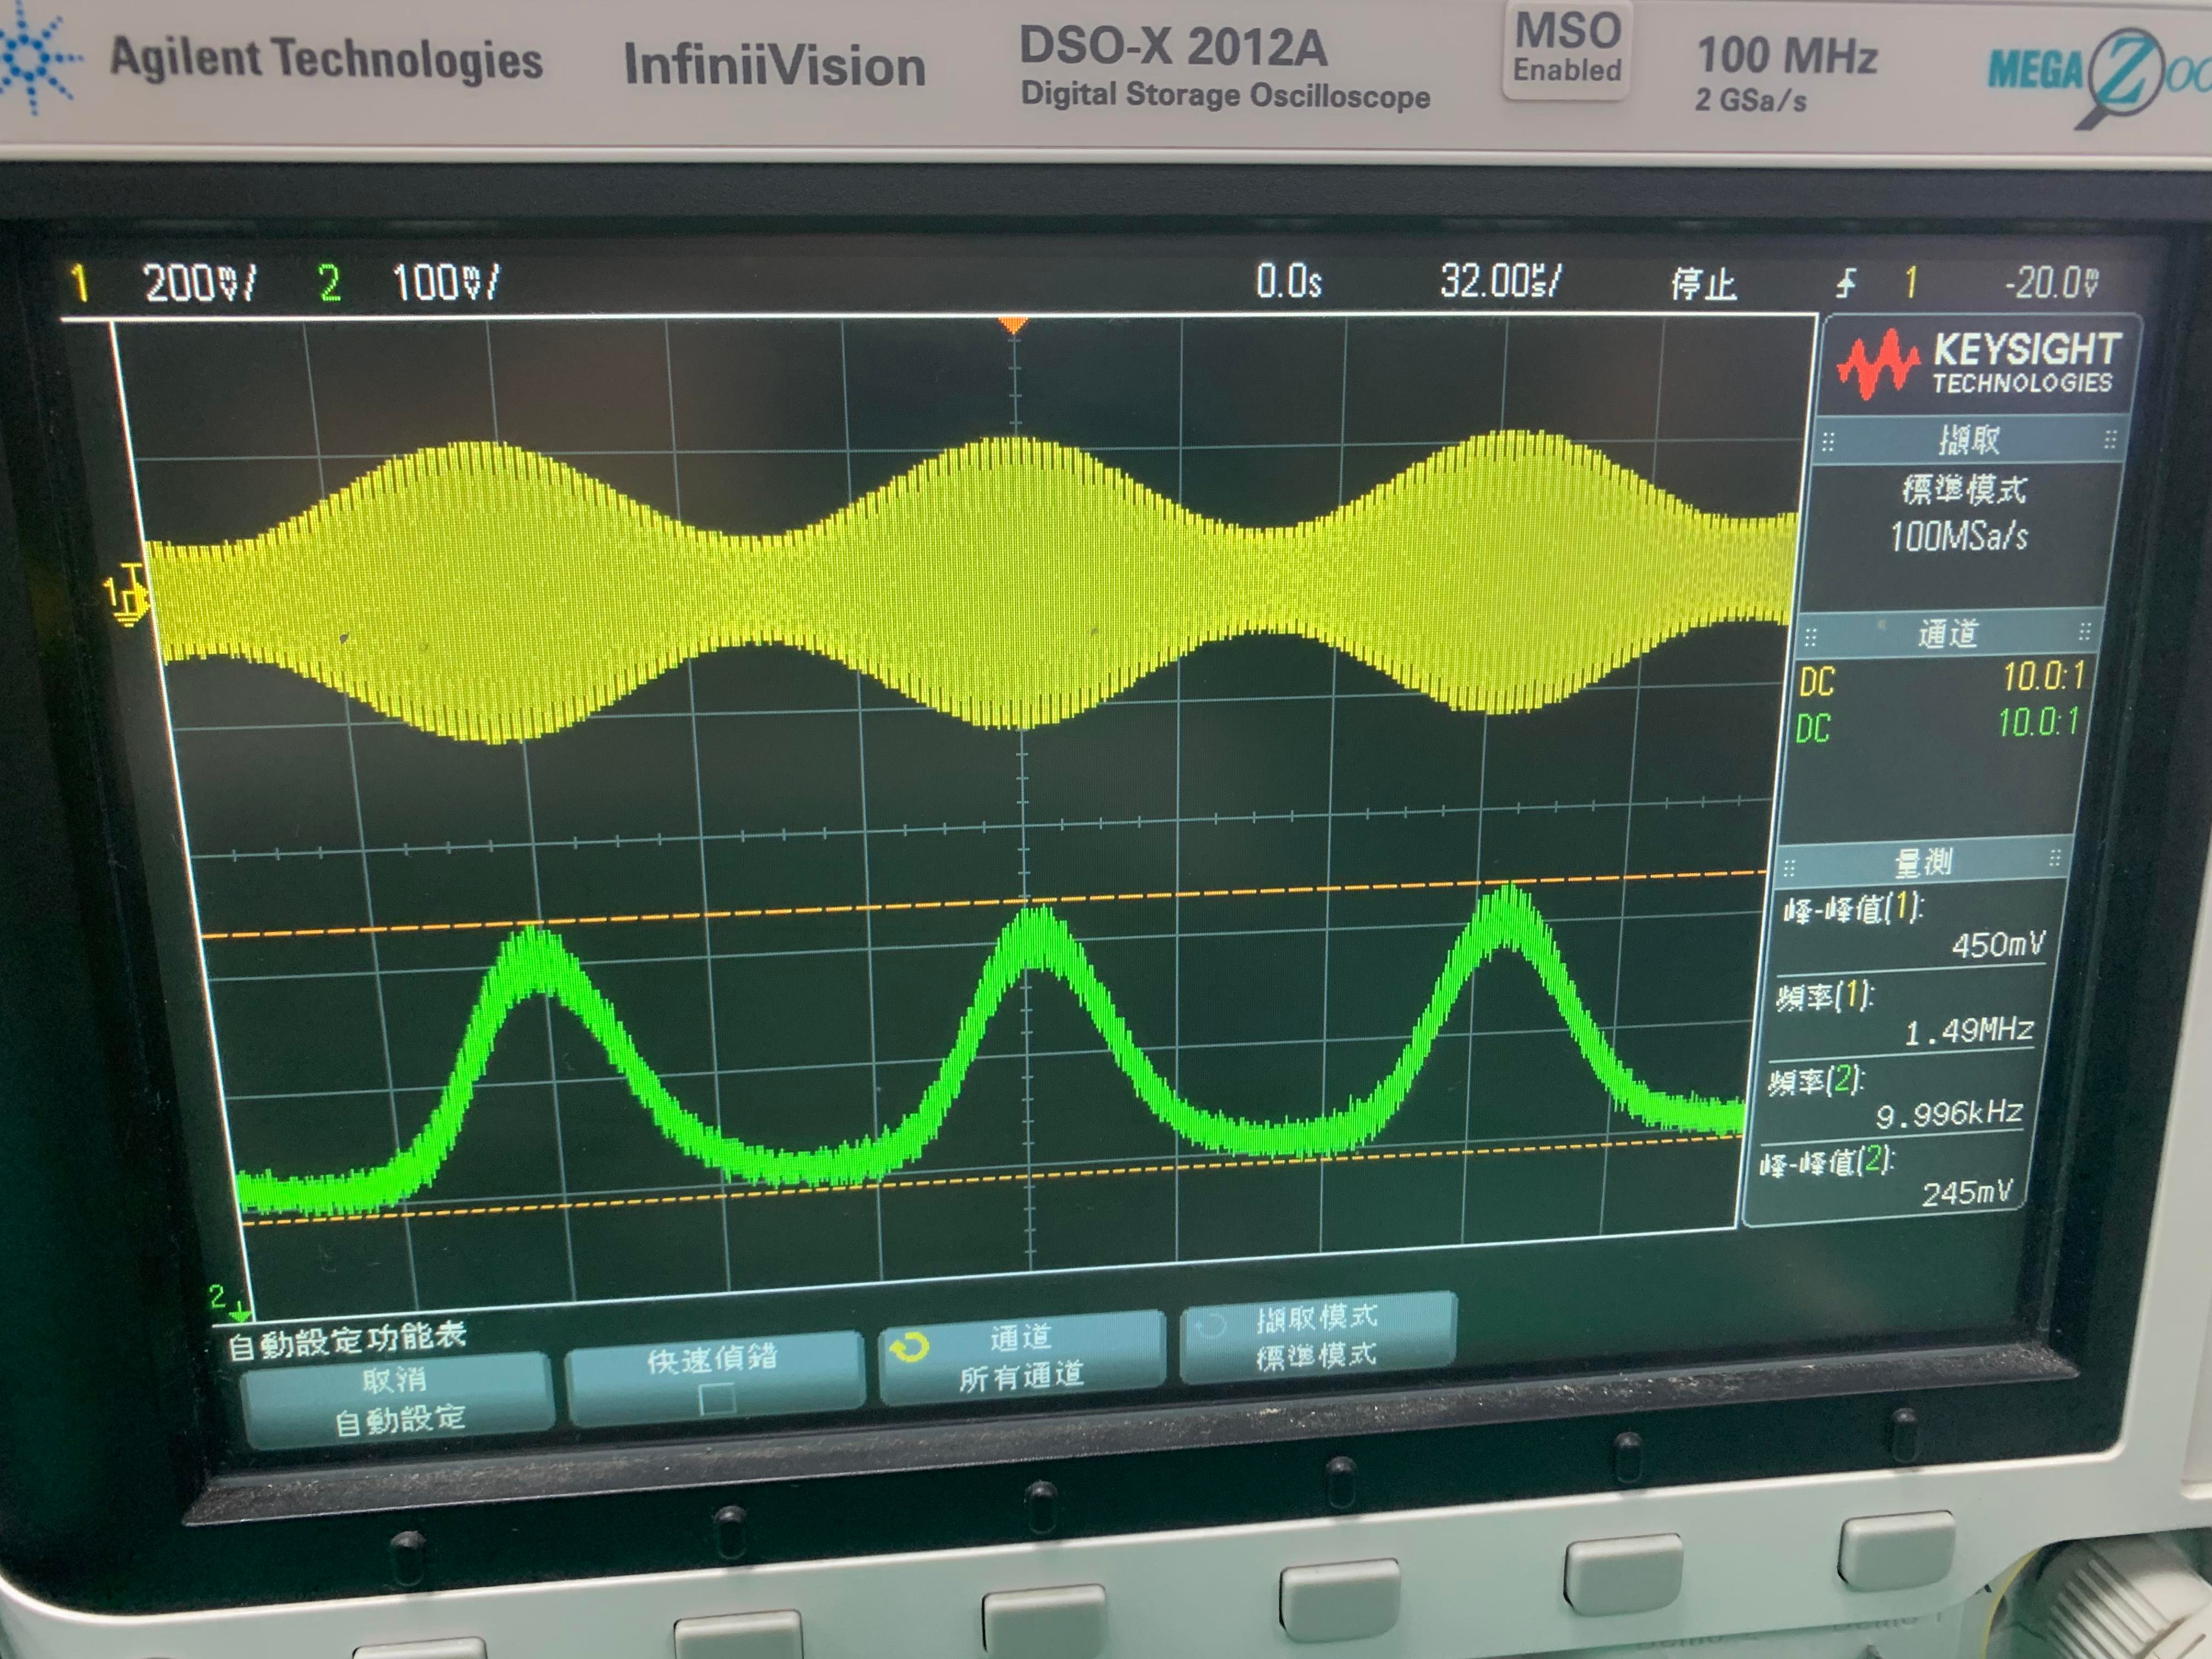 Agilent Technologies InfiniiVision DSO-X 2012A MSO 100 MHz
Digital Storage Oscilloscope Enabled 2 GSa/s
1 200mV/ 2 100mV/ 0.0s 32.00µs/ 停止 1 -20.0mV
KEYSIGHT
TECHNOLOGIES
擷取
標準模式
100MSa/s
1
通道
DC 10.0:1
DC 10.0:1
量測
峰-峰值(1):
450mV
頻率(1):
1.49MHz
頻率(2):
9.996kHz
峰-峰值(2):
245mV
2
自動設定功能表
取消
自動設定
快速偵錯
通道
所有通道
擷取模式
標準模式